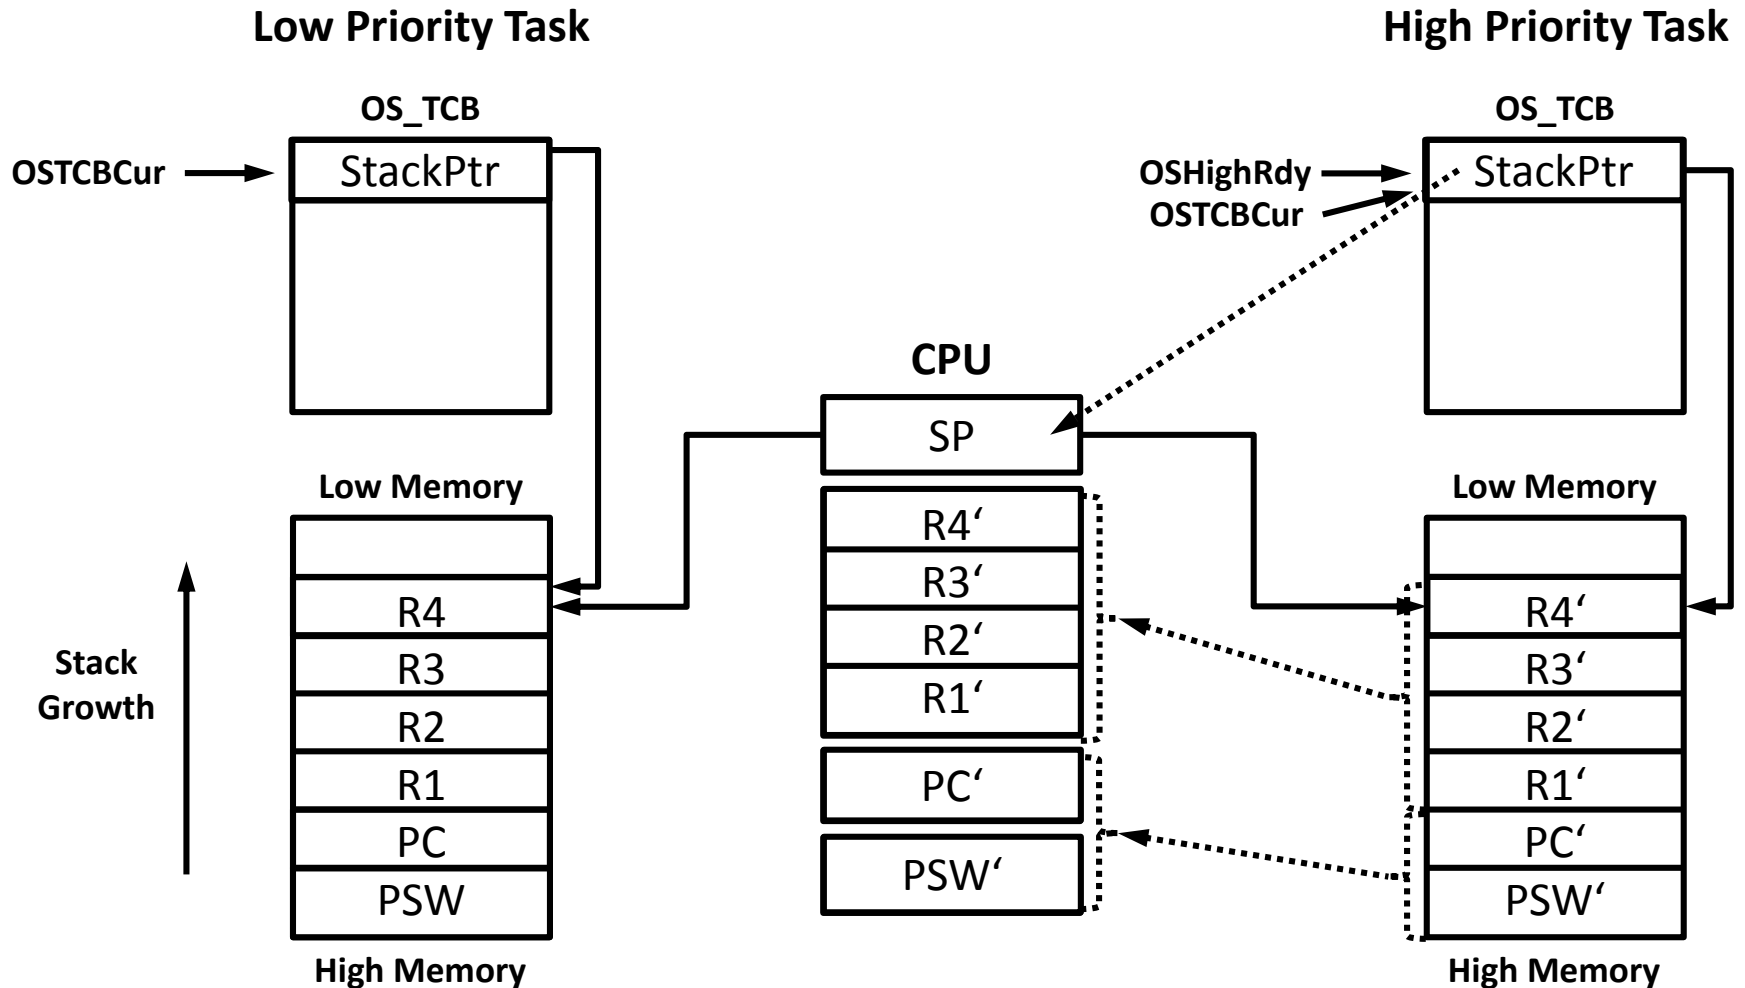 Low Priority Task
High Priority Task
OS_TCB
OS_TCB
OSTCBCur
StackPtr
OSHighRdy
OSTCBCur
StackPtr
CPU
SP
Low Memory
Low Memory
R4‘
R3‘
R2‘
R1‘
PC‘
PSW‘
Stack
Growth
R4
R3
R2
R1
PC
PSW
R4‘
R3‘
R2‘
R1‘
PC‘
PSW‘
High Memory
High Memory